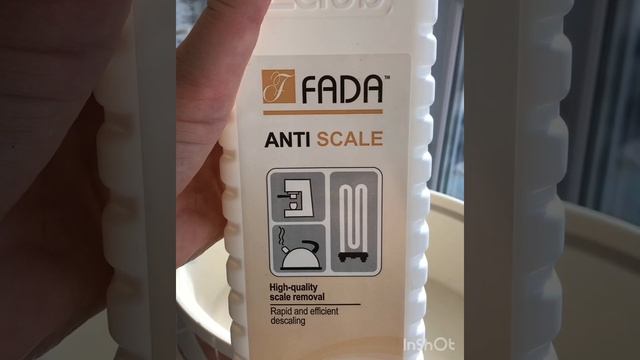 FADA™
ANTI SCALE
High-quality
scale removal
Rapid and efficient
descaling
InShOt